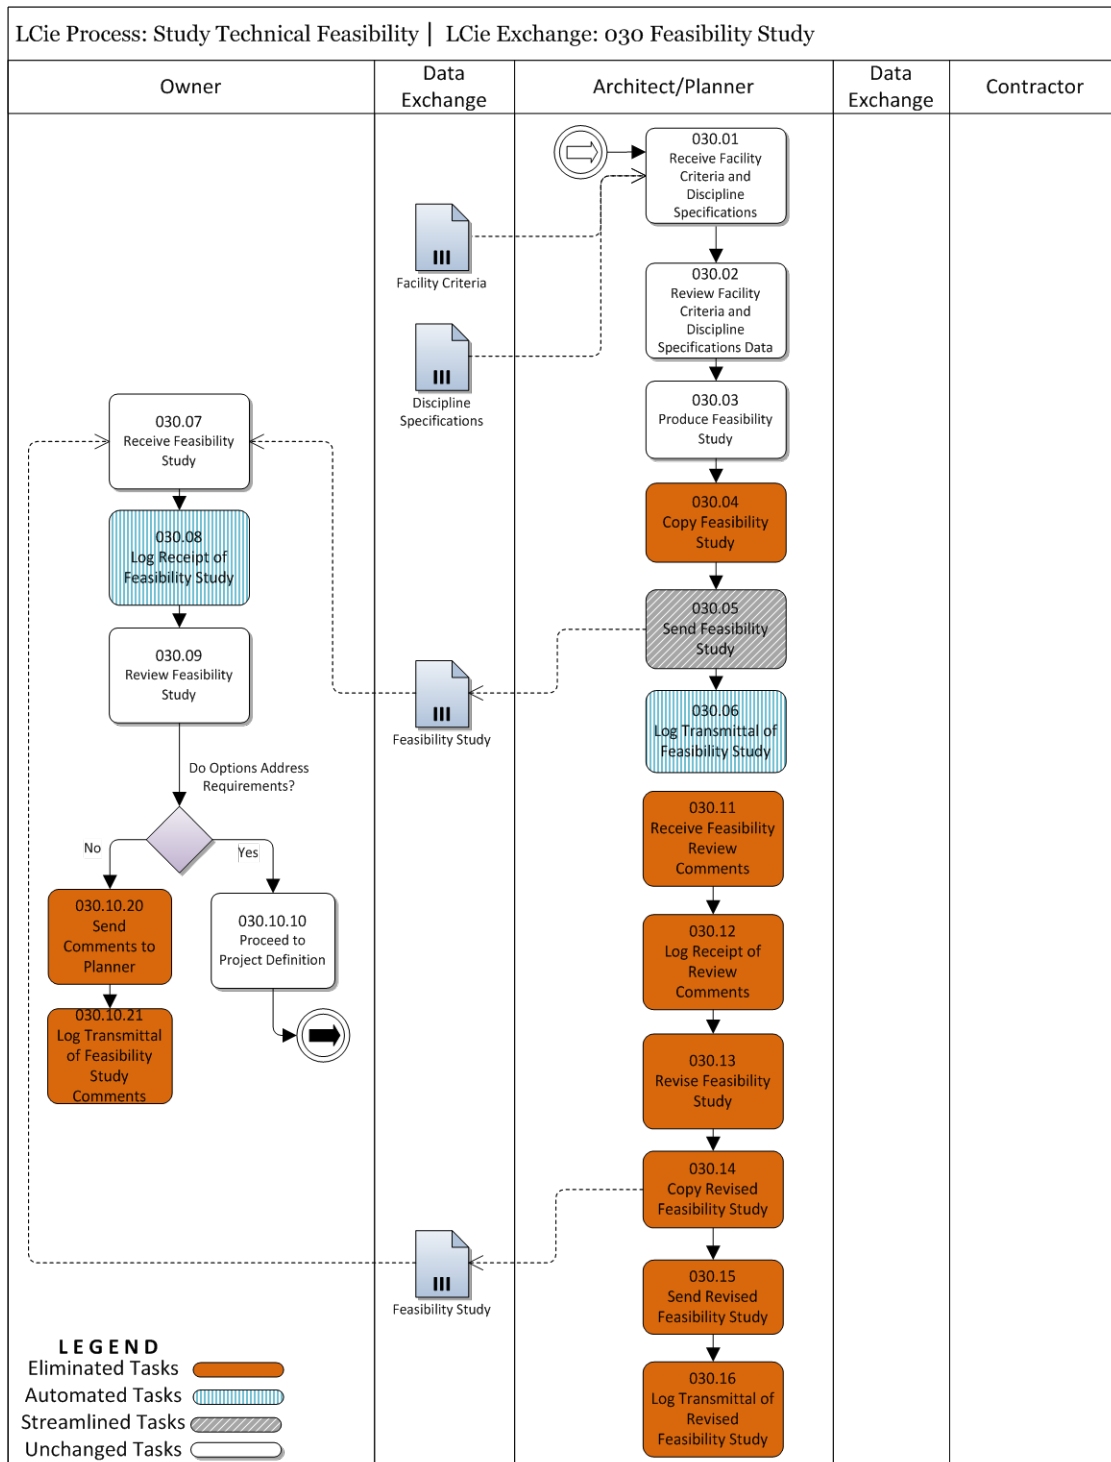 LCie Process: Study Technical Feasibility | LCie Exchange: 030 Feasibility Study
Owner
Data
Exchange
Architect/Planner
Data
Exchange
Contractor
030.01
Receive Facility
Criteria and
Discipline
Specifications
Facility Criteria
030.02
Review Facility
Criteria and
Discipline
Specifications Data
Discipline
Specifications
030.03
Produce Feasibility
Study
030.07
Receive Feasibility
Study
030.04
Copy Feasibility
Study
030.08
Log Receipt of
Feasibility Study
030.05
Send Feasibility
Study
030.09
Review Feasibility
Study
Feasibility Study
030.06
Log Transmittal of
Feasibility Study
Do Options Address
Requirements?
No
Yes
030.11
Receive Feasibility
Review
Comments
030.10.20
Send
Comments to
Planner
030.10.10
Proceed to
Project Definition
030.12
Log Receipt of
Review
Comments
030.10.21
Log Transmittal
of Feasibility
Study
Comments
030.13
Revise Feasibility
Study
030.14
Copy Revised
Feasibility Study
Feasibility Study
030.15
Send Revised
Feasibility Study
030.16
Log Transmittal of
Revised
Feasibility Study
LEGEND
Eliminated Tasks
Automated Tasks
Streamlined Tasks
Unchanged Tasks